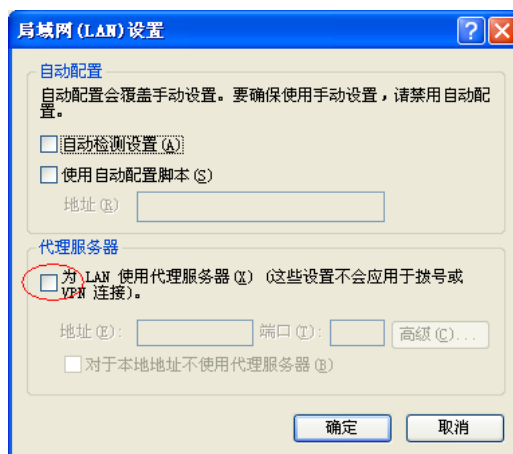 局域网(LAN)设置
自动配置
自动配置会覆盖手动设置。要确保使用手动设置，请禁用自动配
置。
自动检测设置(A)
使用自动配置脚本(S)
地址(R)
代理服务器
为 LAN 使用代理服务器(X) (这些设置不会应用于拨号或
VPN 连接)。
地址(E): 端口(T): 高级(C)...
对于本地地址不使用代理服务器(B)
确定 取消